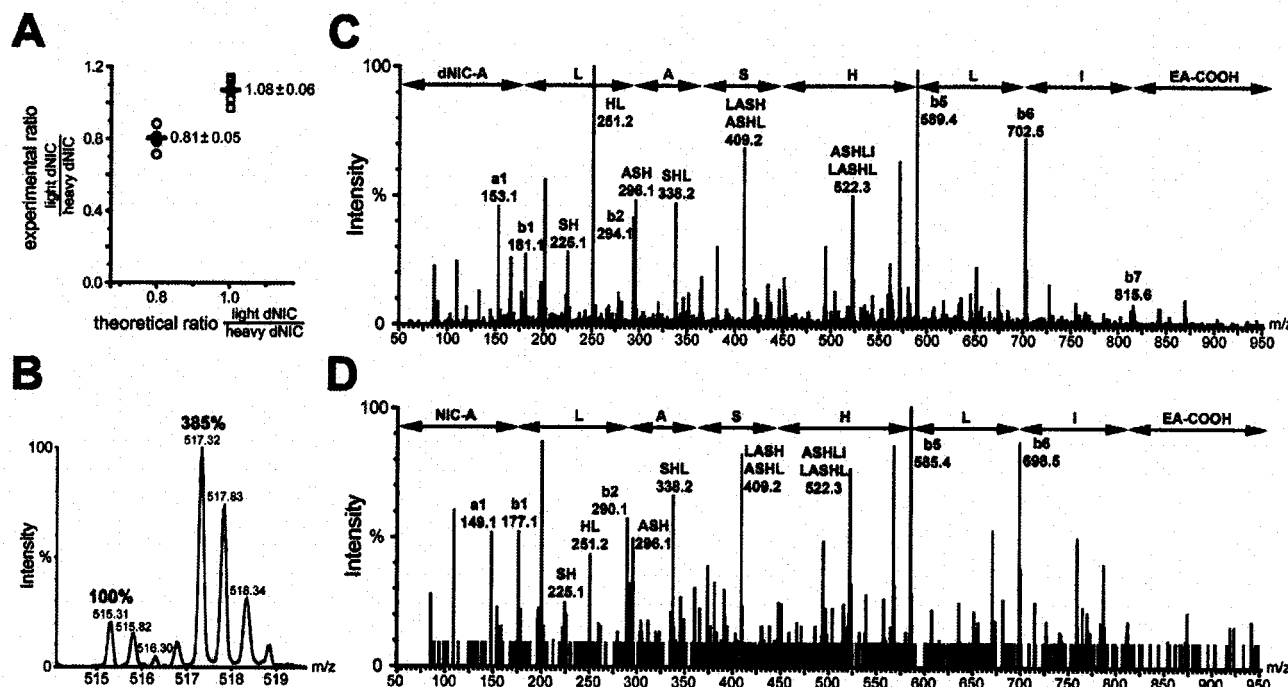 A
1.2
0.8
0.4
0.0
experimental ratio
light dNIC
heavy dNIC
1.08±0.06
0.81±0.05
0.8
1.0
theoretical ratio
light dNIC
heavy dNIC
B
100
Intensity
%
0
385%
517.32
517.83
518.34
100%
515.31
515.82
516.30
515
516
517
518
519
m/z
C
100
Intensity
%
0
dNIC-A
L
A
S
H
L
I
EA-COOH
a1
153.1
b1
181.1
SH
225.1
HL
251.2
b2
294.1
ASH
296.1
SHL
338.2
LASH
ASHL
409.2
ASHLI
LASHL
522.3
b5
589.4
b6
702.5
b7
815.6
50
100
150
200
250
300
350
400
450
500
550
600
650
700
750
800
850
900
950
m/z
D
100
Intensity
%
0
NIC-A
L
A
S
H
L
I
EA-COOH
a1
149.1
b1
177.1
SH
225.1
HL
251.2
b2
290.1
ASH
296.1
SHL
338.2
LASH
ASHL
409.2
ASHLI
LASHL
522.3
b5
585.4
b6
698.5
50
100
150
200
250
300
350
400
450
500
550
600
650
700
750
800
850
900
950
m/z